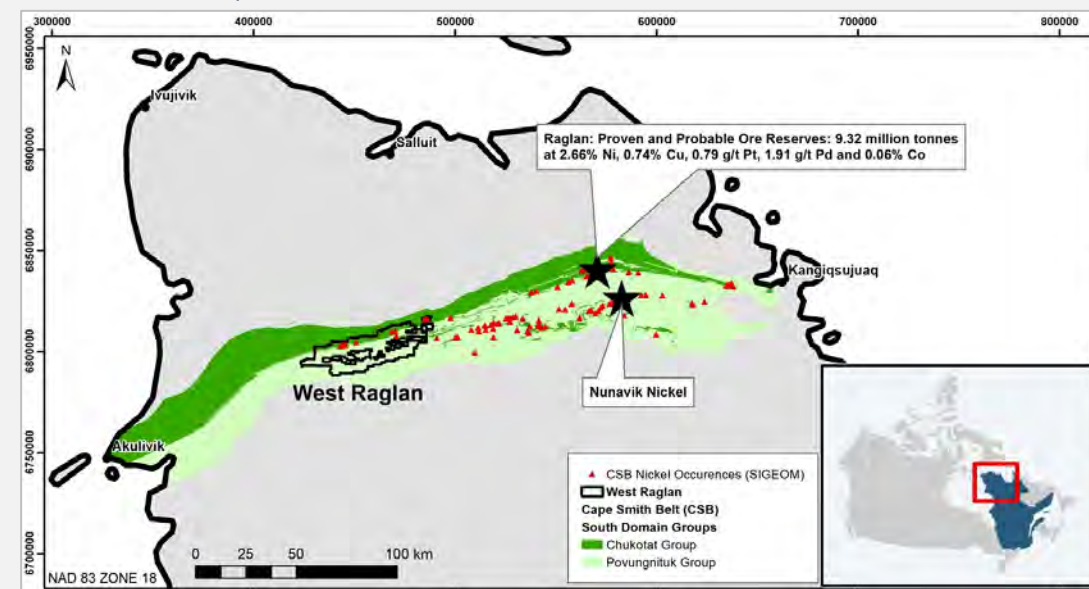 300000
400000
500000
600000
700000
800000
6950000
6900000
6850000
6800000
6750000
6700000
N
Ivujivik
Salluit
Raglan: Proven and Probable Ore Reserves: 9.32 million tonnes
at 2.66% Ni, 0.74% Cu, 0.79 g/t Pt, 1.91 g/t Pd and 0.06% Co
Kangiqsujuaq
West Raglan
Nunavik Nickel
Akulivik
CSB Nickel Occurences (SIGEOM)
West Raglan
Cape Smith Belt (CSB)
South Domain Groups
Chukotat Group
Povungnituk Group
0 25 50 100 km
NAD 83 ZONE 18